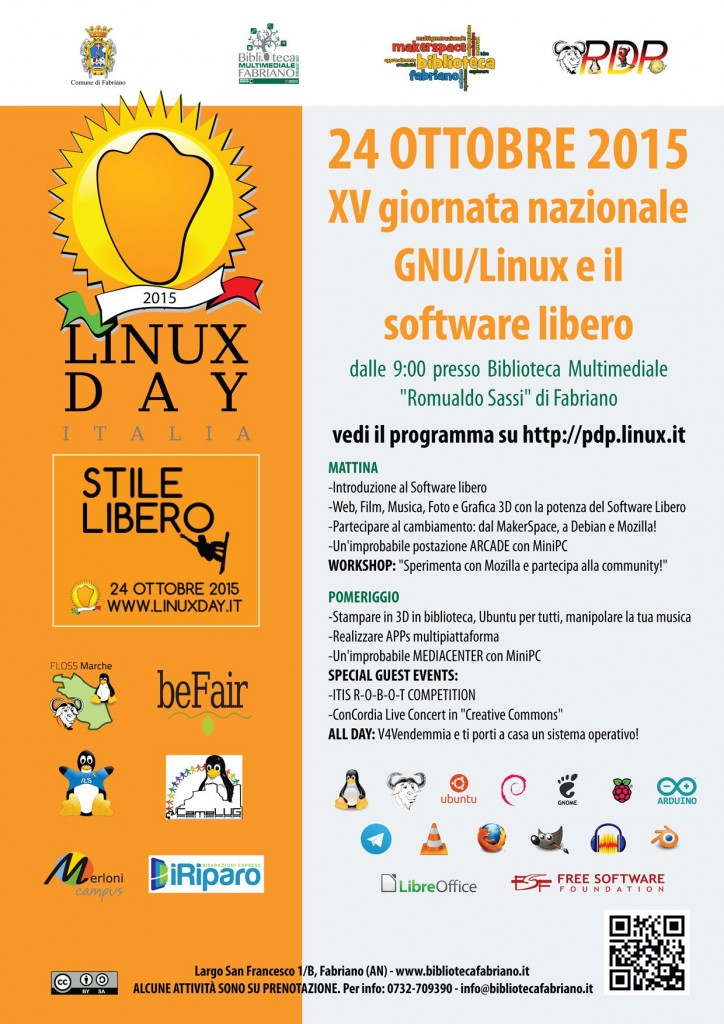 Comune di Fabriano
Biblioteca
MULTIMEDIALE
FABRIANO
makerspace
biblioteca
fabriano
PDP
2015
LINUX
DAY
ITALIA
STILE
LIBERO
24 OTTOBRE 2015
WWW.LINUXDAY.IT
FLOSS Marche
beFair
ILS
FameLUG
Merloni
campus
RIPARAZIONI EXPRESS
iRiparo
24 OTTOBRE 2015
XV giornata nazionale
GNU/Linux e il
software libero
dalle 9:00 presso Biblioteca Multimediale
"Romualdo Sassi" di Fabriano
vedi il programma su http://pdp.linux.it
MATTINA
-Introduzione al Software libero
-Web, Film, Musica, Foto e Grafica 3D con la potenza del Software Libero
-Partecipare al cambiamento: dal MakerSpace, a Debian e Mozilla!
-Un'improbabile postazione ARCADE con MiniPC
WORKSHOP: "Sperimenta con Mozilla e partecipa alla community!"
POMERIGGIO
-Stampare in 3D in biblioteca, Ubuntu per tutti, manipolare la tua musica
-Realizzare APPs multipiattaforma
-Un'improbabile MEDIACENTER con MiniPC
SPECIAL GUEST EVENTS:
-ITIS R-O-B-O-T COMPETITION
-ConCordia Live Concert in "Creative Commons"
ALL DAY: V4Vendemmia e ti porti a casa un sistema operativo!
ubuntu
GNOME
ARDUINO
LibreOffice
FSF FREE SOFTWARE
FOUNDATION
cc BY SA
Largo San Francesco 1/B, Fabriano (AN) - www.bibliotecafabriano.it
ALCUNE ATTIVITÀ SONO SU PRENOTAZIONE. Per info: 0732-709390 - info@bibliotecafabriano.it